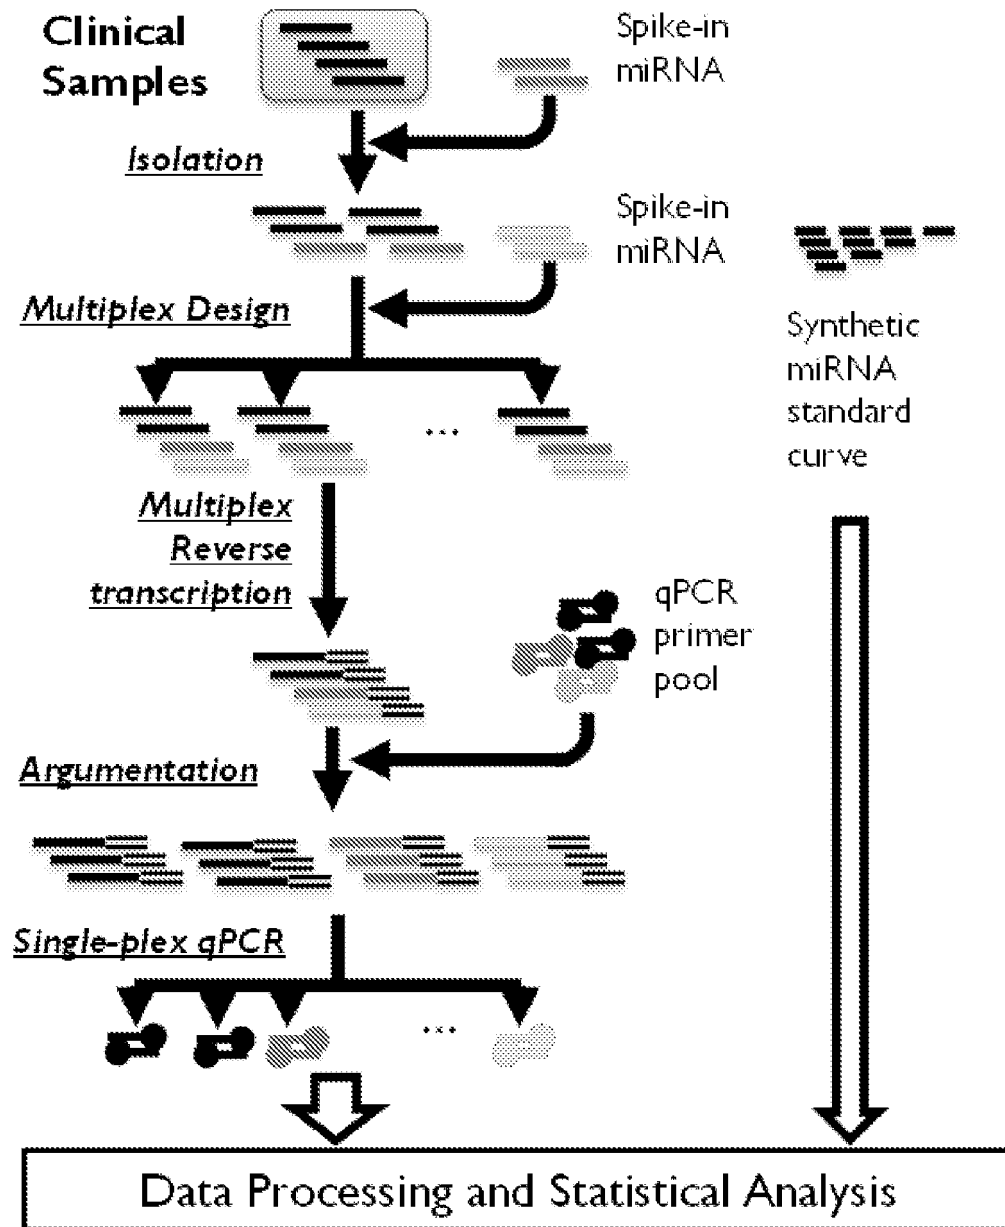 Clinical
Samples
Spike-in
miRNA
Isolation
Spike-in
miRNA
Multiplex Design
Synthetic
miRNA
standard
curve
...
Multiplex
Reverse
transcription
qPCR
primer
pool
Argumentation
Single-plex qPCR
...
Data Processing and Statistical Analysis